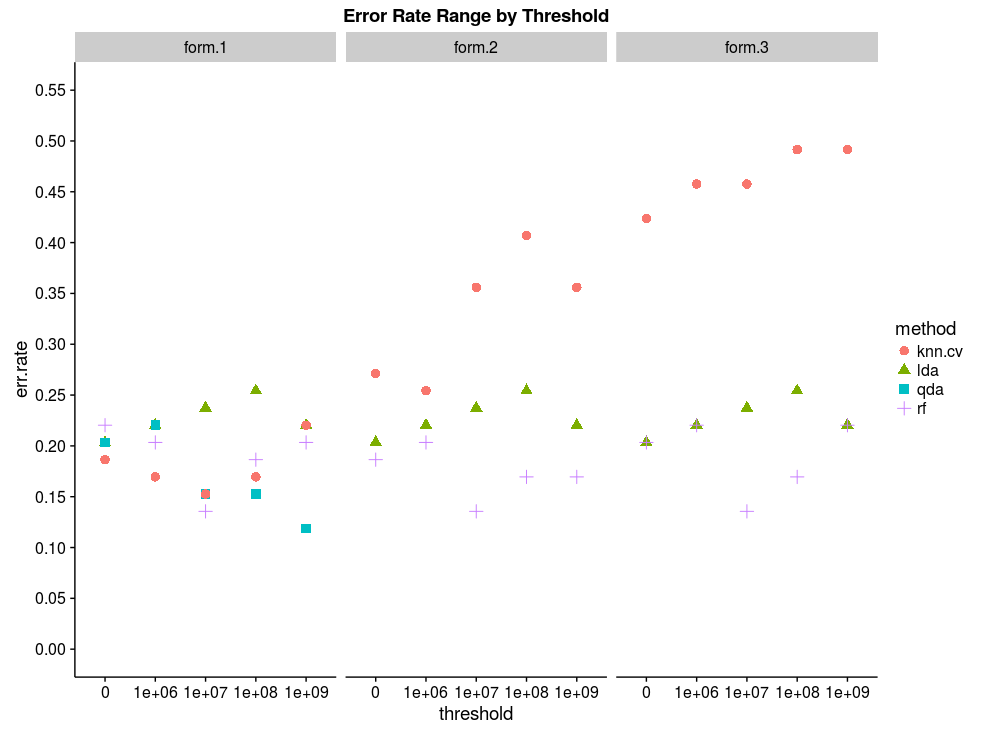 Error Rate Range by Threshold
form.1 form.2 form.3
err.rate
0.55
0.50
0.45
0.40
0.35
0.30
0.25
0.20
0.15
0.10
0.05
0.00
0 1e+06 1e+07 1e+08 1e+09 0 1e+06 1e+07 1e+08 1e+09 0 1e+06 1e+07 1e+08 1e+09
threshold
method
knn.cv
lda
qda
rf